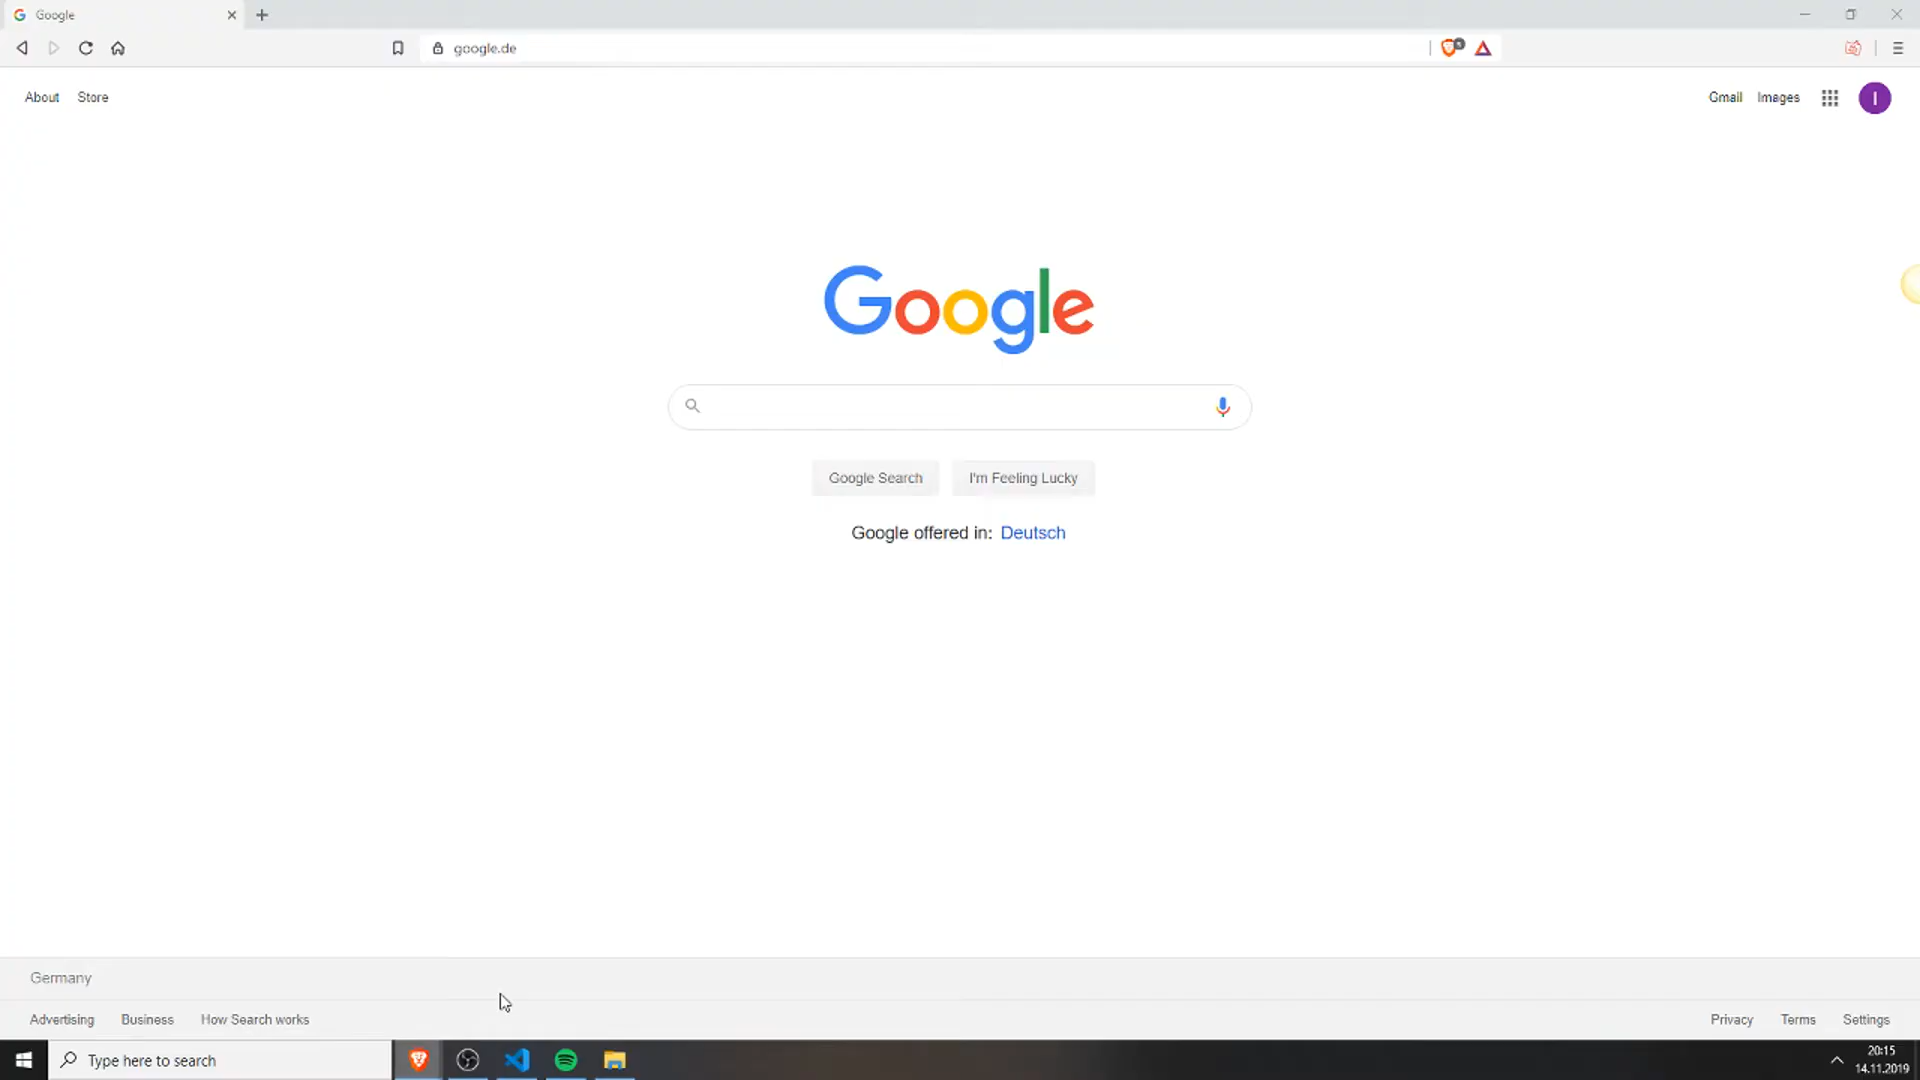 Google
google.de
About Store
Gmail Images
I
Google
Google Search I'm Feeling Lucky
Google offered in: Deutsch
Germany
Advertising Business How Search works
Privacy Terms Settings
Type here to search
20:15
14.11.2019